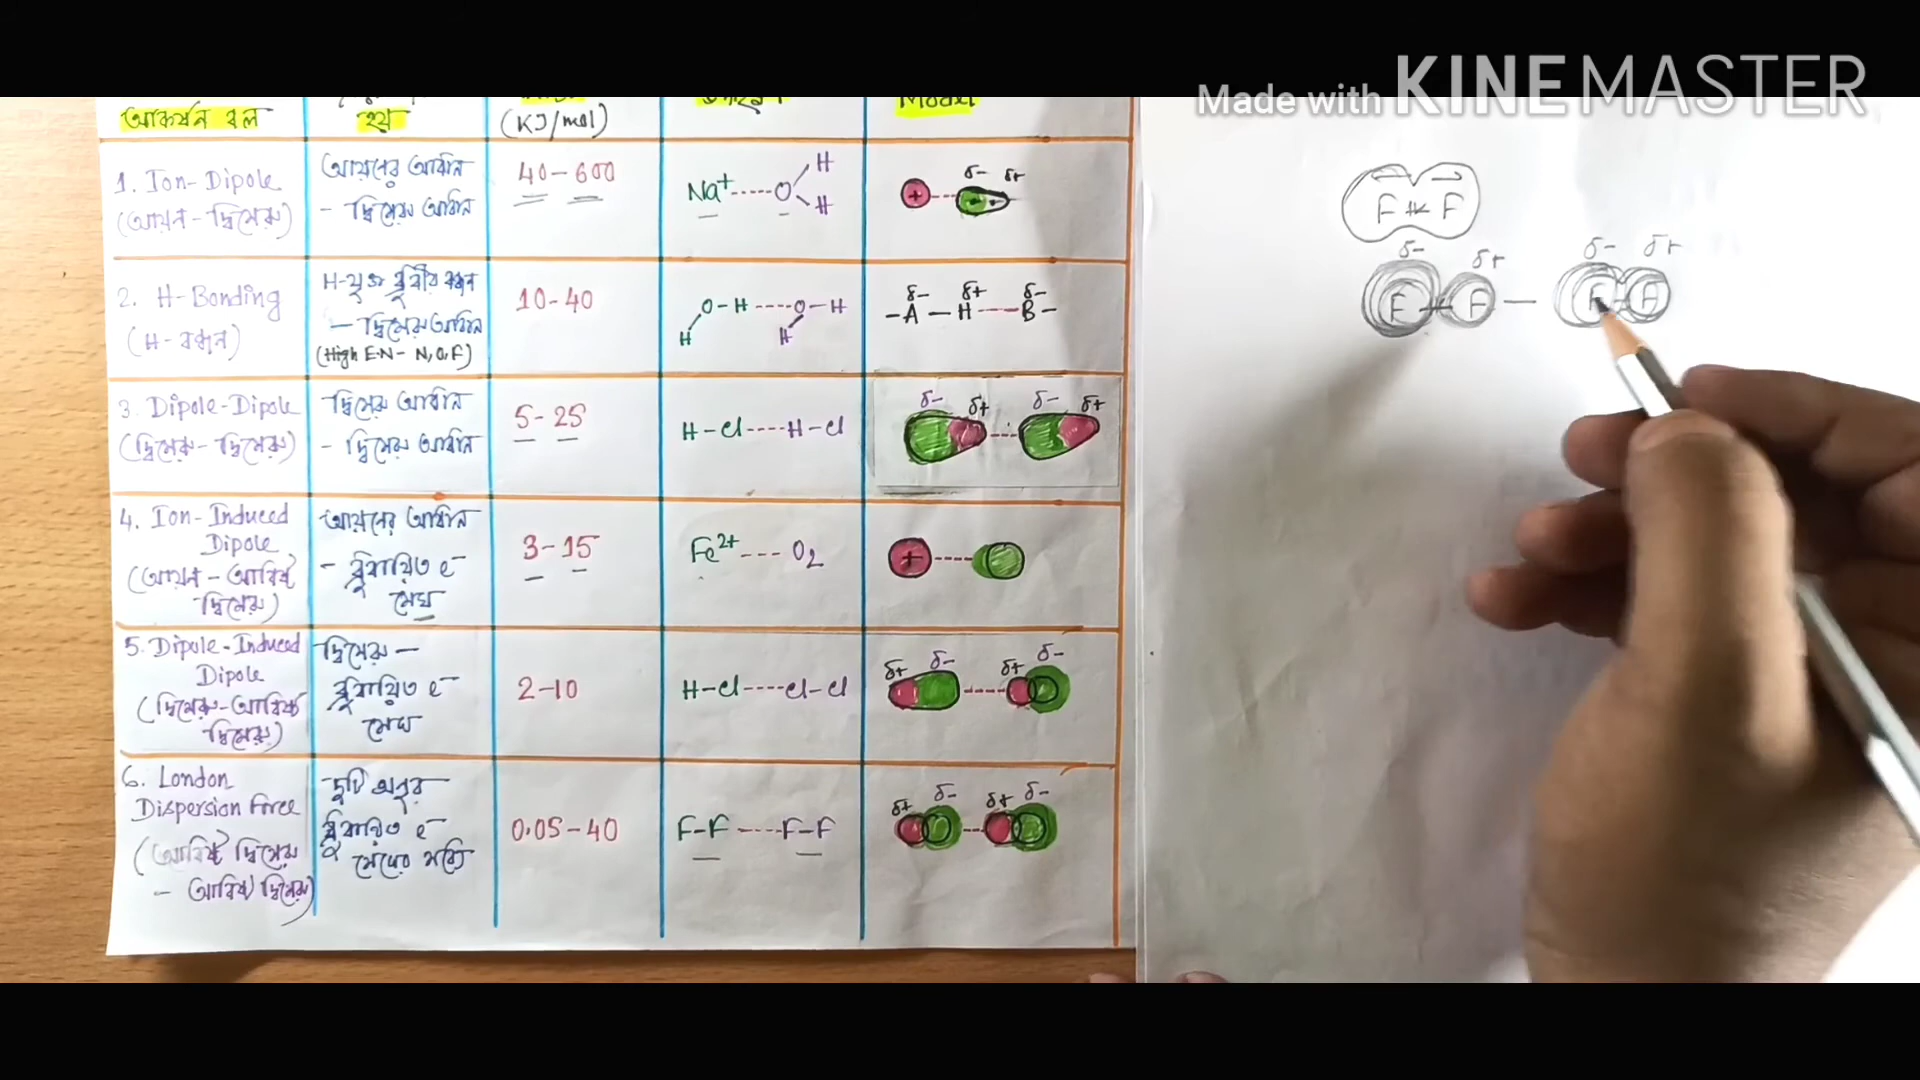 Made with KINEMASTER
আকর্ষন বল
হয়
(KJ/mol)
Model
1. Ion-Dipole
(আয়ন-দ্বিমেরু)
আয়নের আধান
- দ্বিমেরু আধান
40-600
Na⁺-----O
H
H
+
δ-
δ+
2. H-Bonding
(H-বন্ধন)
H-যুক্ত ধ্রুবীয় বন্ধন
- দ্বিমেরু আধান
(High E.N- N,O,F)
10-40
O-H----O-H
H
H
δ- δ+ δ-
-A-H----B-
3. Dipole-Dipole
(দ্বিমেরু-দ্বিমেরু)
দ্বিমেরু আধান
- দ্বিমেরু আধান
5-25
H-Cl----H-Cl
δ- δ+ δ- δ+
4. Ion-Induced
Dipole
(আয়ন-আবিষ্ট
দ্বিমেরু)
আয়নের আধান
- ধ্রুবায়িত e⁻
মেঘ
3-15
Fe²⁺---O₂
+
5. Dipole-Induced
Dipole
(দ্বিমেরু-আবিষ্ট
দ্বিমেরু)
দ্বিমেরু -
ধ্রুবায়িত e⁻
মেঘ
2-10
H-Cl----Cl-Cl
δ+ δ- δ+ δ-
6. London
Dispersion Force
(আবিষ্ট দ্বিমেরু
- আবিষ্ট দ্বিমেরু)
দুটি অনুর
ধ্রুবায়িত e⁻
মেঘের মধ্যে
0.05-40
F-F----F-F
δ+ δ- δ+ δ-
F F
δ- δ+ δ- δ+
F F — F